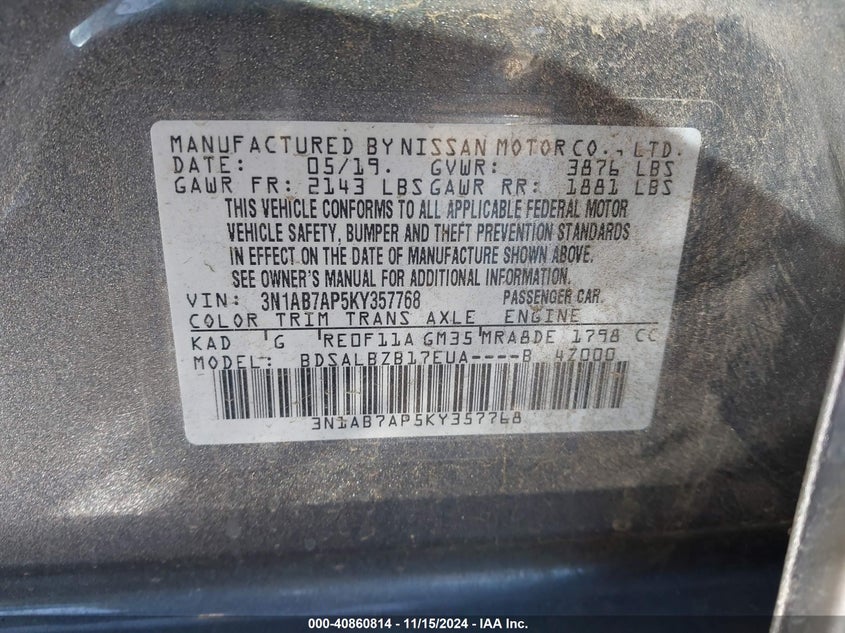 MANUFACTURED BY NISSAN MOTOR CO., LTD.
DATE: 05/19. GVWR: 3876 LBS
GAWR FR: 2143 LBS GAWR RR: 1881 LBS
THIS VEHICLE CONFORMS TO ALL APPLICABLE FEDERAL MOTOR
VEHICLE SAFETY, BUMPER AND THEFT PREVENTION STANDARDS
IN EFFECT ON THE DATE OF MANUFACTURE SHOWN ABOVE.
SEE OWNER'S MANUAL FOR ADDITIONAL INFORMATION.
VIN: 3N1AB7AP5KY357768 PASSENGER CAR.
COLOR TRIM TRANS AXLE ENGINE
KAD G RE0F11A GM35 MRA8DE 1798 CC
MODEL: BDSALBZB17EUA----B 4Z000
3N1AB7AP5KY357768
000-40860814 - 11/15/2024 - IAA Inc.